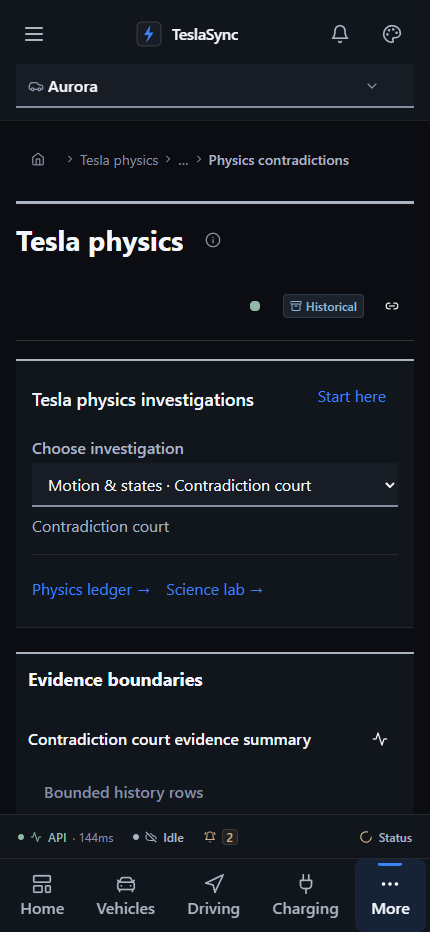 TeslaSync
Aurora
Tesla physics
...
Physics contradictions
Tesla physics
Historical
Tesla physics investigations
Start here
Choose investigation
Motion & states · Contradiction court
Contradiction court
Physics ledger → Science lab →
Evidence boundaries
Contradiction court evidence summary
Bounded history rows
API · 144ms Idle 2 Status
Home Vehicles Driving Charging More